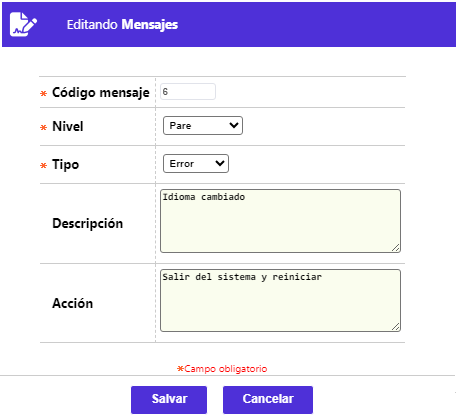 Editando Mensajes
* Código mensaje 6
* Nivel Pare
* Tipo Error
Descripción Idioma cambiado
Acción Salir del sistema y reiniciar
*Campo obligatorio
Salvar Cancelar